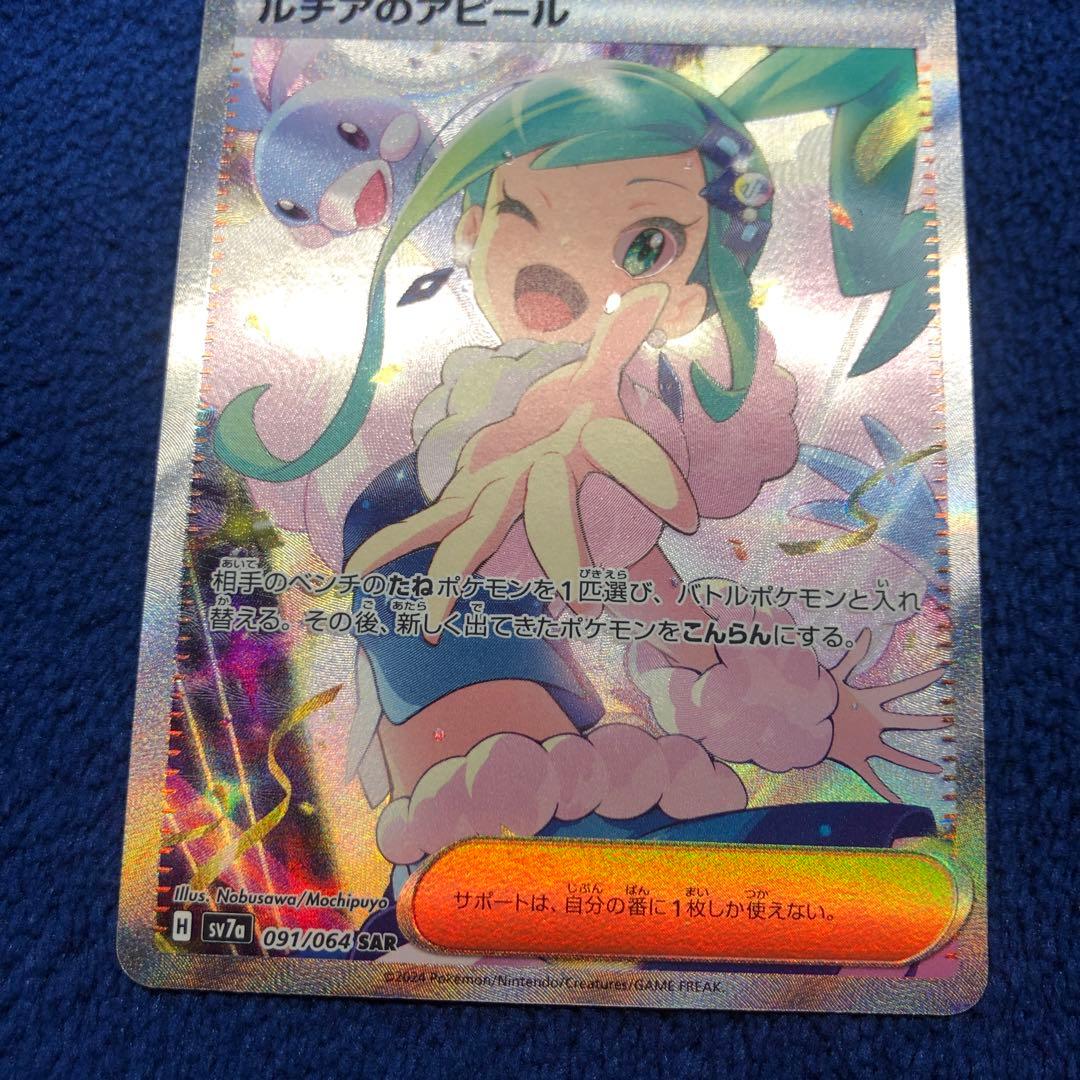 ルチアのアピール
相手のベンチのたねポケモンを1匹選び、バトルポケモンと入れ
替える。その後、新しく出てきたポケモンをこんらんにする。
サポートは、自分の番に1枚しか使えない。
Illus. Nobusawa/Mochipuyo
H sv7a 091/064 SAR
©2024 Pokémon/Nintendo/Creatures/GAME FREAK.